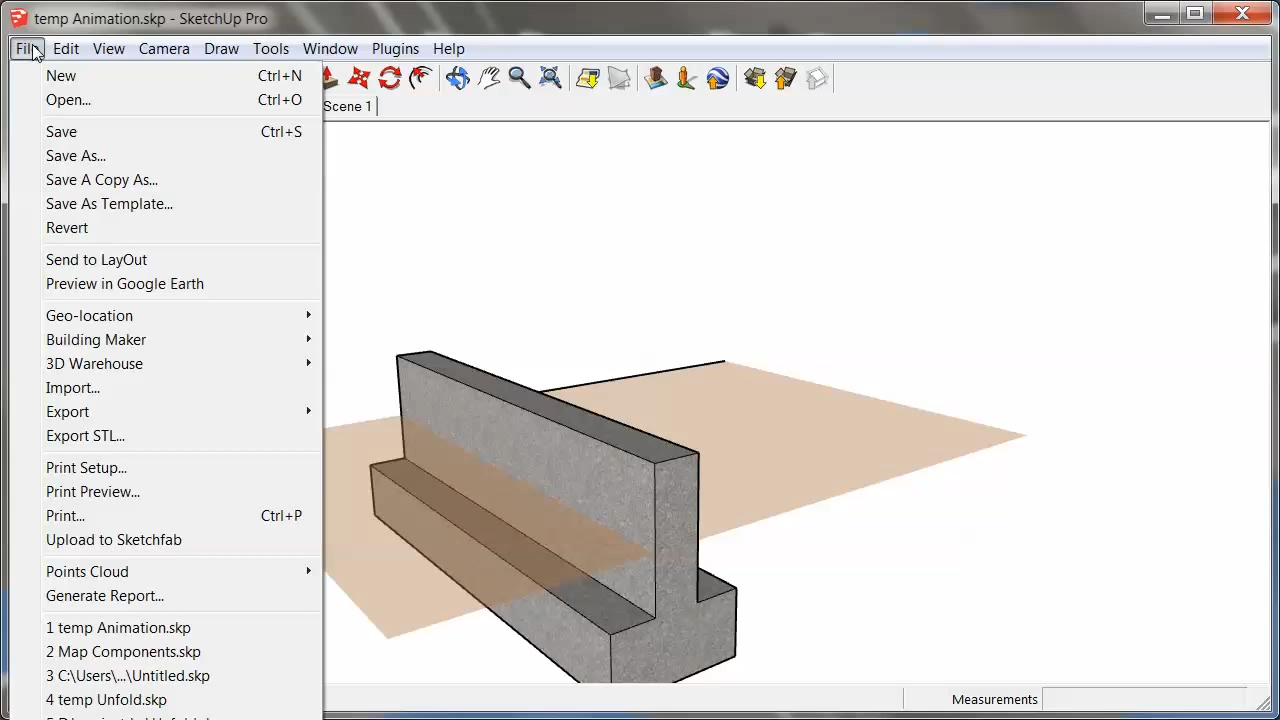 temp Animation.skp - SketchUp Pro
File Edit View Camera Draw Tools Window Plugins Help
New Ctrl+N
Open... Ctrl+O
Scene 1
Save Ctrl+S
Save As...
Save A Copy As...
Save As Template...
Revert
Send to LayOut
Preview in Google Earth
Geo-location
Building Maker
3D Warehouse
Import...
Export
Export STL...
Print Setup...
Print Preview...
Print... Ctrl+P
Upload to Sketchfab
Points Cloud
Generate Report...
1 temp Animation.skp
2 Map Components.skp
3 C:\Users\...\Untitled.skp
4 temp Unfold.skp
Measurements